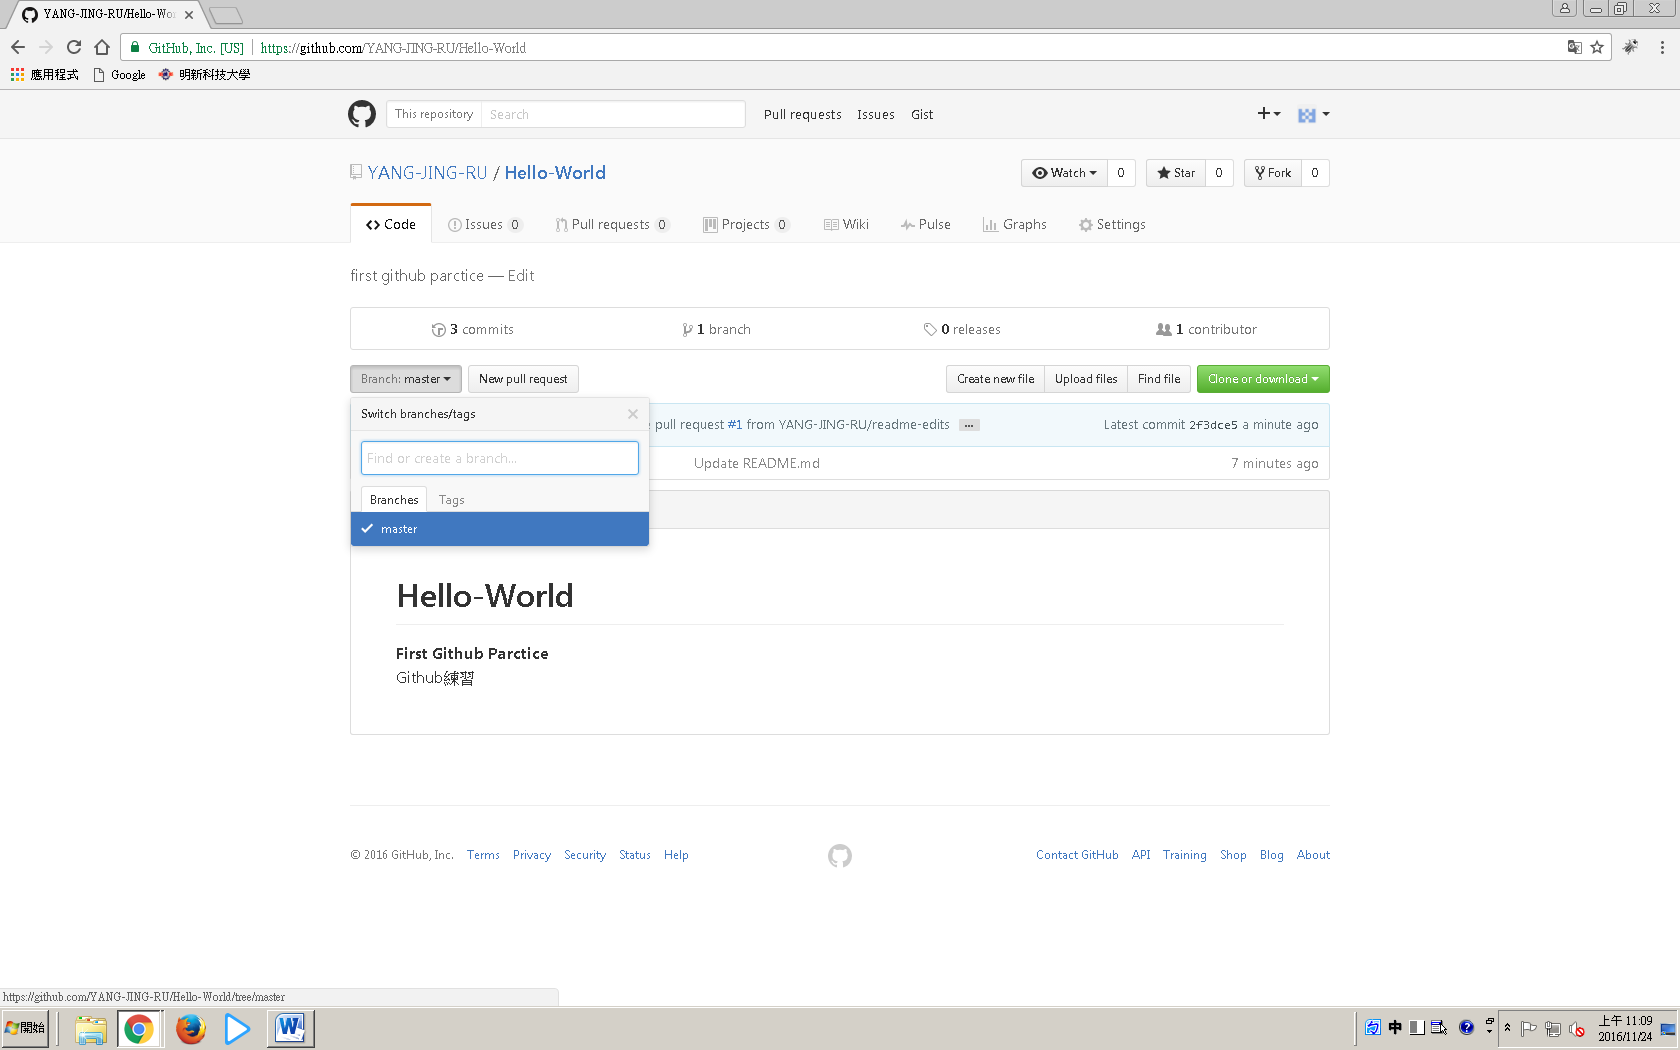 YANG-JING-RU/Hello-Wo
GitHub, Inc. [US] https://github.com/YANG-JING-RU/Hello-World
應用程式 Google 明新科技大學
This repository Search Pull requests Issues Gist
YANG-JING-RU / Hello-World Watch 0 Star 0 Fork 0
Code Issues 0 Pull requests 0 Projects 0 Wiki Pulse Graphs Settings
first github parctice — Edit
3 commits 1 branch 0 releases 1 contributor
Branch: master New pull request Create new file Upload files Find file Clone or download
Switch branches/tags
pull request #1 from YANG-JING-RU/readme-edits … Latest commit 2f3dce5 a minute ago
Find or create a branch...
Update README.md 7 minutes ago
Branches Tags
master
Hello-World
First Github Parctice
Github練習
© 2016 GitHub, Inc. Terms Privacy Security Status Help Contact GitHub API Training Shop Blog About
https://github.com/YANG-JING-RU/Hello-World/tree/master
開始 中 上午 11:09
2016/11/24